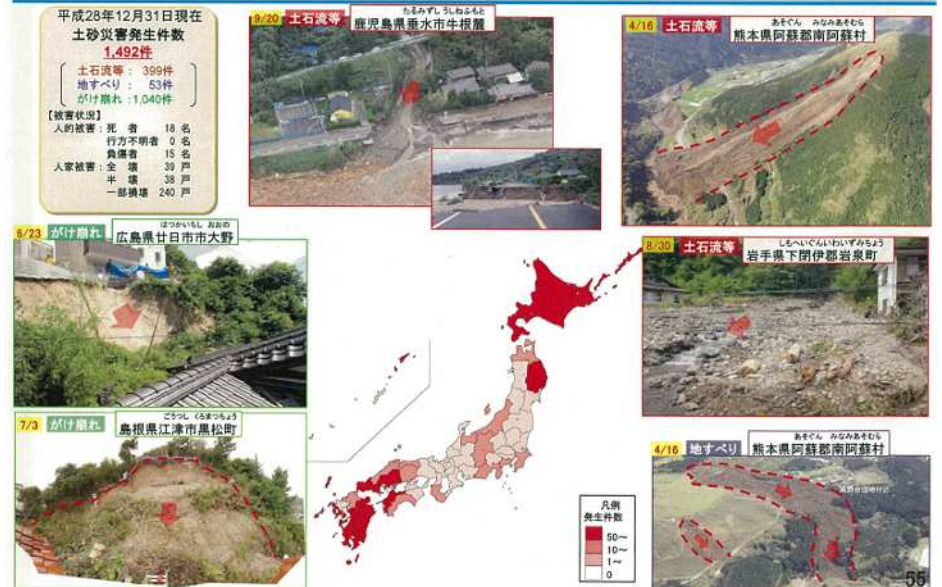 平成28年12月31日現在
土砂災害発生件数
1,492件
土石流等： 399件
地すべり： 53件
がけ崩れ：1,040件
【被害状況】
人的被害：死 者 18 名
行方不明者 0 名
負傷者 15 名
人家被害：全 壊 39 戸
半 壊 38 戸
一部損壊 240 戸
9/20 土石流等
たるみずし うしねふもと
鹿児島県垂水市牛根麓
4/16 土石流等
あそぐん みなみあそむら
熊本県阿蘇郡南阿蘇村
6/23 がけ崩れ
はつかいちし おおの
広島県廿日市市大野
8/30 土石流等
しもへいぐんいわいずみちょう
岩手県下閉伊郡岩泉町
7/3 がけ崩れ
ごうつし くろまつちょう
島根県江津市黒松町
4/16 地すべり
あそぐん みなみあそむら
熊本県阿蘇郡南阿蘇村
凡例
発生件数
50～
10～
1～
0
55